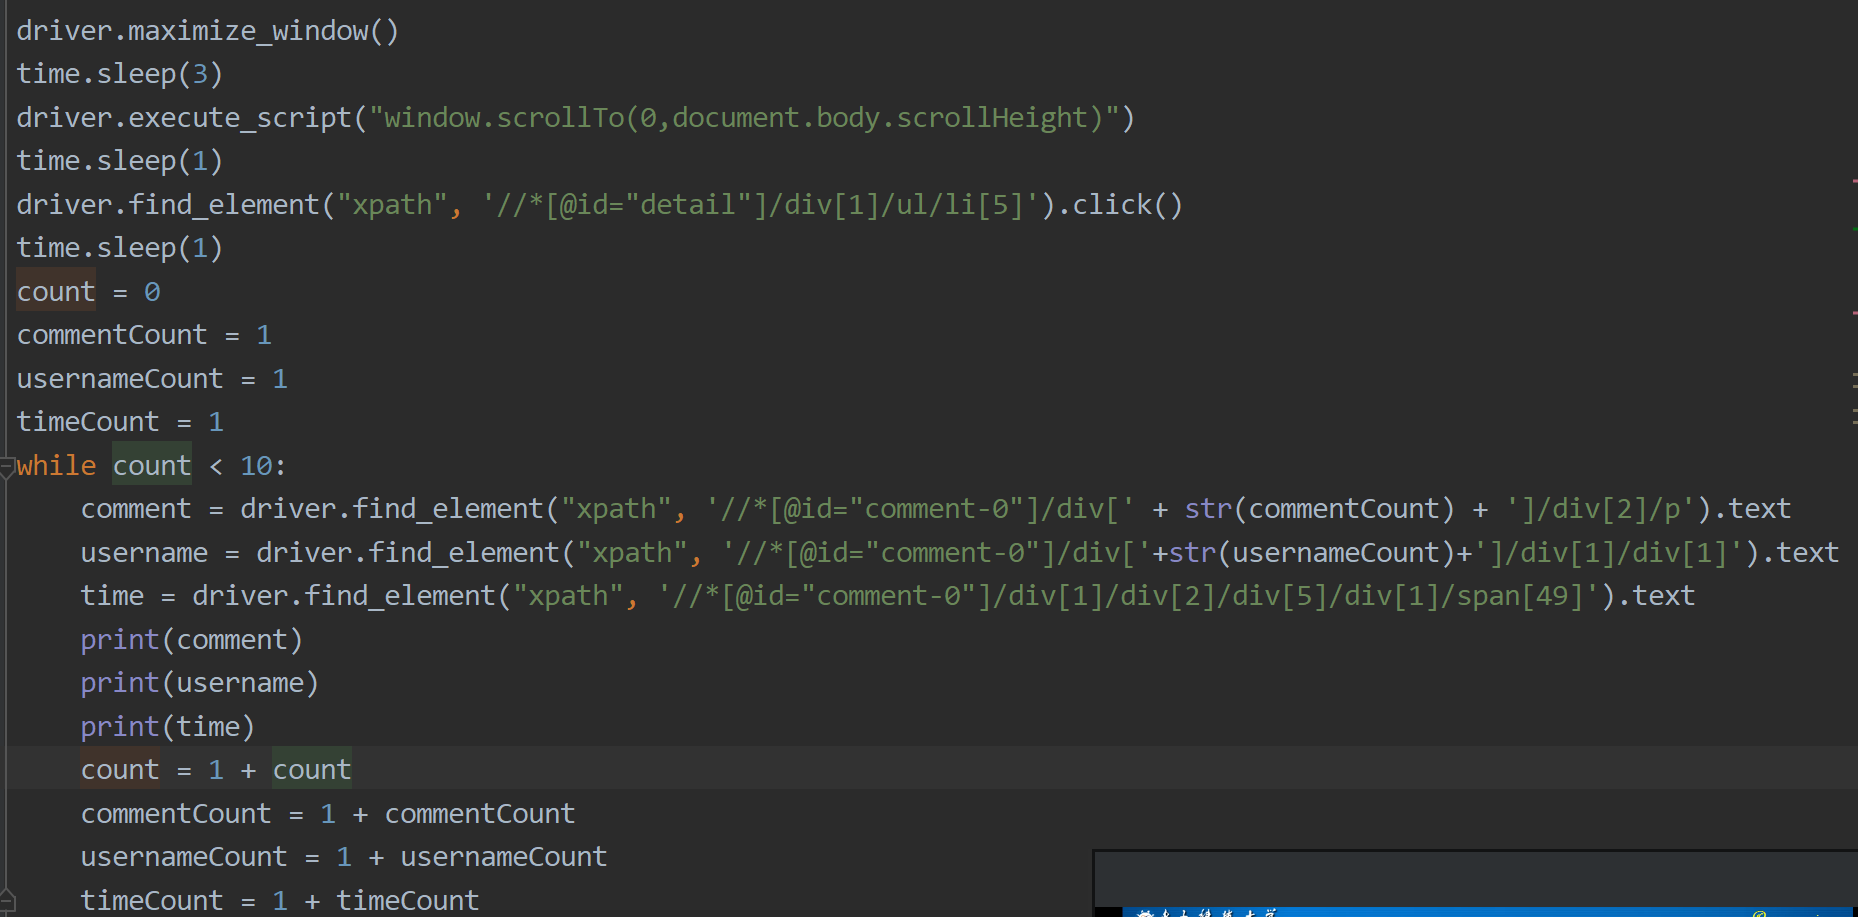 driver.maximize_window()
time.sleep(3)
driver.execute_script("window.scrollTo(0,document.body.scrollHeight)")
time.sleep(1)
driver.find_element("xpath", '//*[@id="detail"]/div[1]/ul/li[5]').click()
time.sleep(1)
count = 0
commentCount = 1
usernameCount = 1
timeCount = 1
while count < 10:
    comment = driver.find_element("xpath", '//*[@id="comment-0"]/div[' + str(commentCount) + ']/div[2]/p').text
    username = driver.find_element("xpath", '//*[@id="comment-0"]/div['+str(usernameCount)+']/div[1]/div[1]').text
    time = driver.find_element("xpath", '//*[@id="comment-0"]/div[1]/div[2]/div[5]/div[1]/span[49]').text
    print(comment)
    print(username)
    print(time)
    count = 1 + count
    commentCount = 1 + commentCount
    usernameCount = 1 + usernameCount
    timeCount = 1 + timeCount